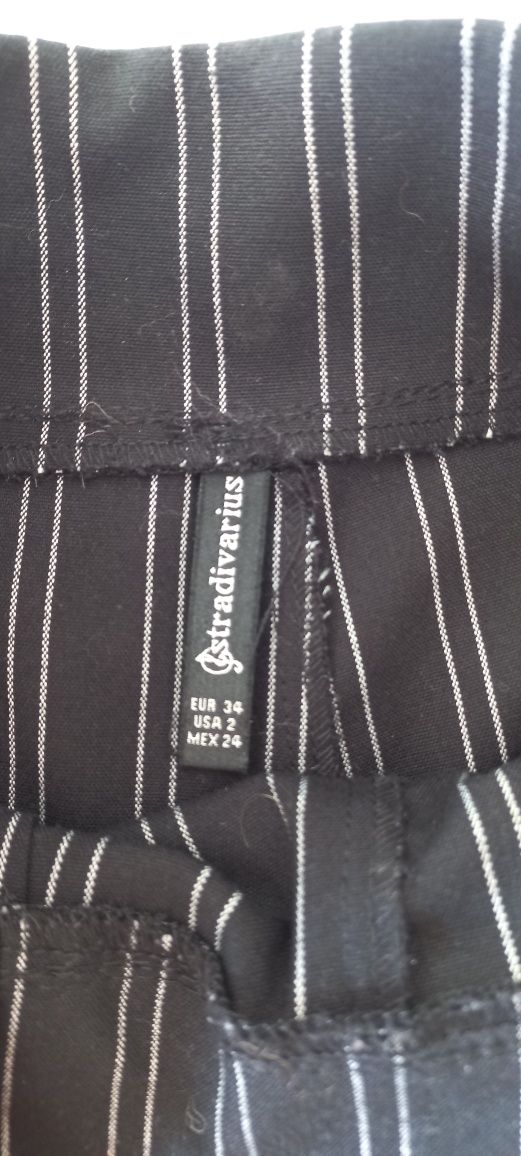 stradivarius
EUR 34
USA 2
MEX 24